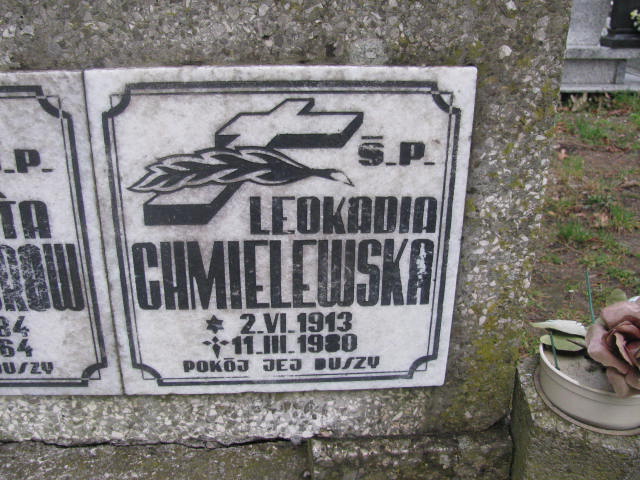 Ś.P.
LEOKADIA
CHMIELEWSKA
2.VI.1913
11.III.1980
POKÓJ JEJ DUSZY